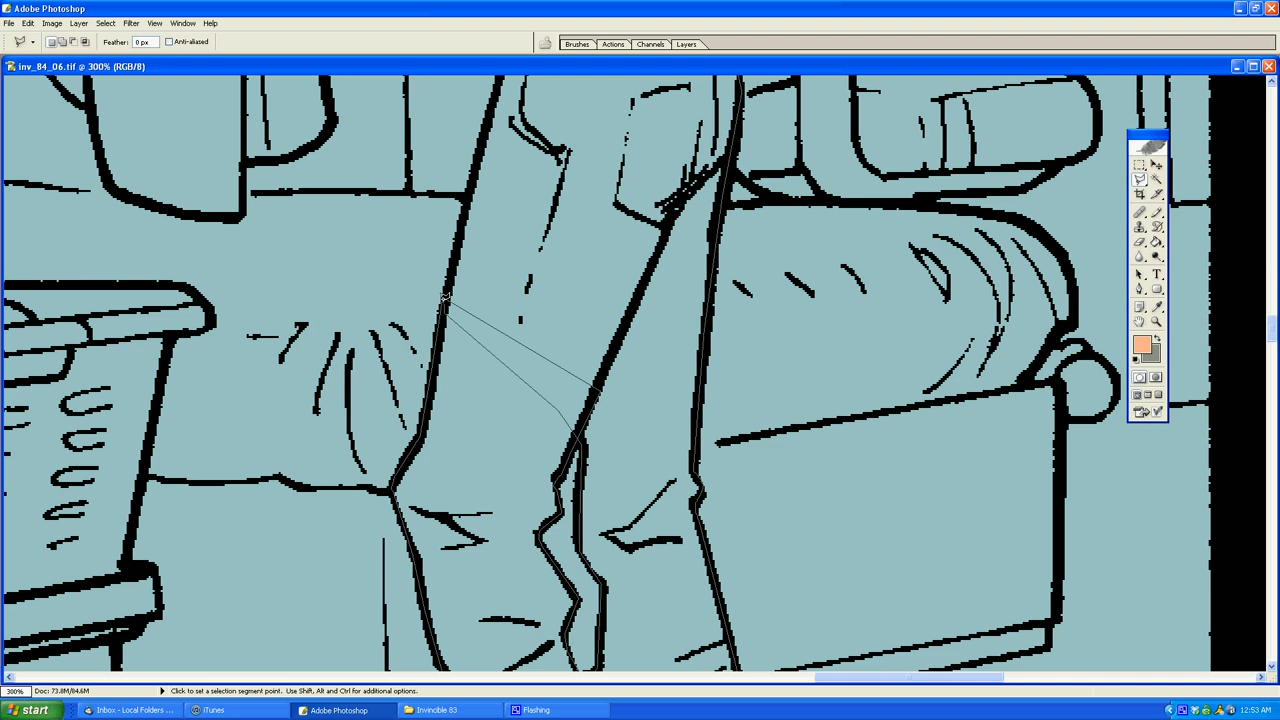 Adobe Photoshop
File Edit Image Layer Select Filter View Window Help
Feather: 0 px Anti-aliased Brushes Actions Channels Layers
inv_84_06.tif @ 300% (RGB/8)
T
300% Doc: 73.8M/84.6M Click to set a selection segment point. Use Shift, Alt and Ctrl for additional options.
start Inbox - Local Folders ... iTunes Adobe Photoshop Invincible 83 Flashing 12:53 AM